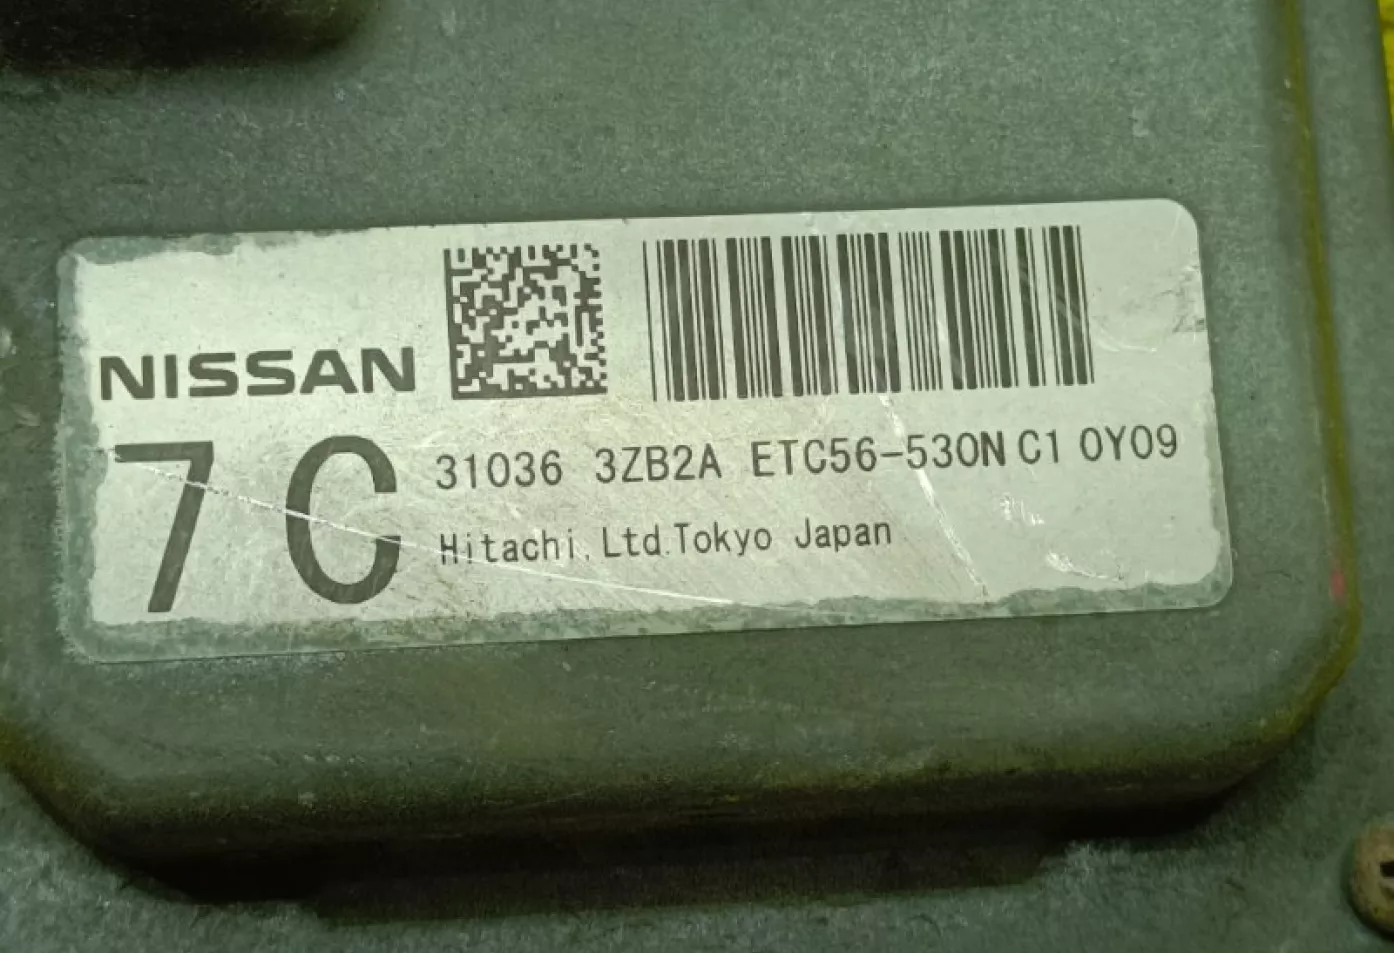 NISSAN
7C
31036 3ZB2A ETC56-530N C1 0Y09
Hitachi, Ltd.Tokyo Japan